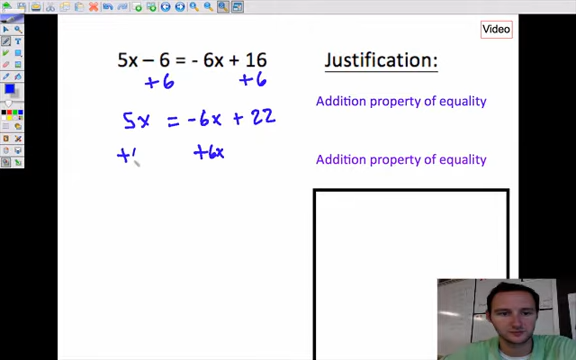 Video
5x – 6 = - 6x + 16
Justification:
+6 +6
Addition property of equality
5x = -6x + 22
+6x
Addition property of equality